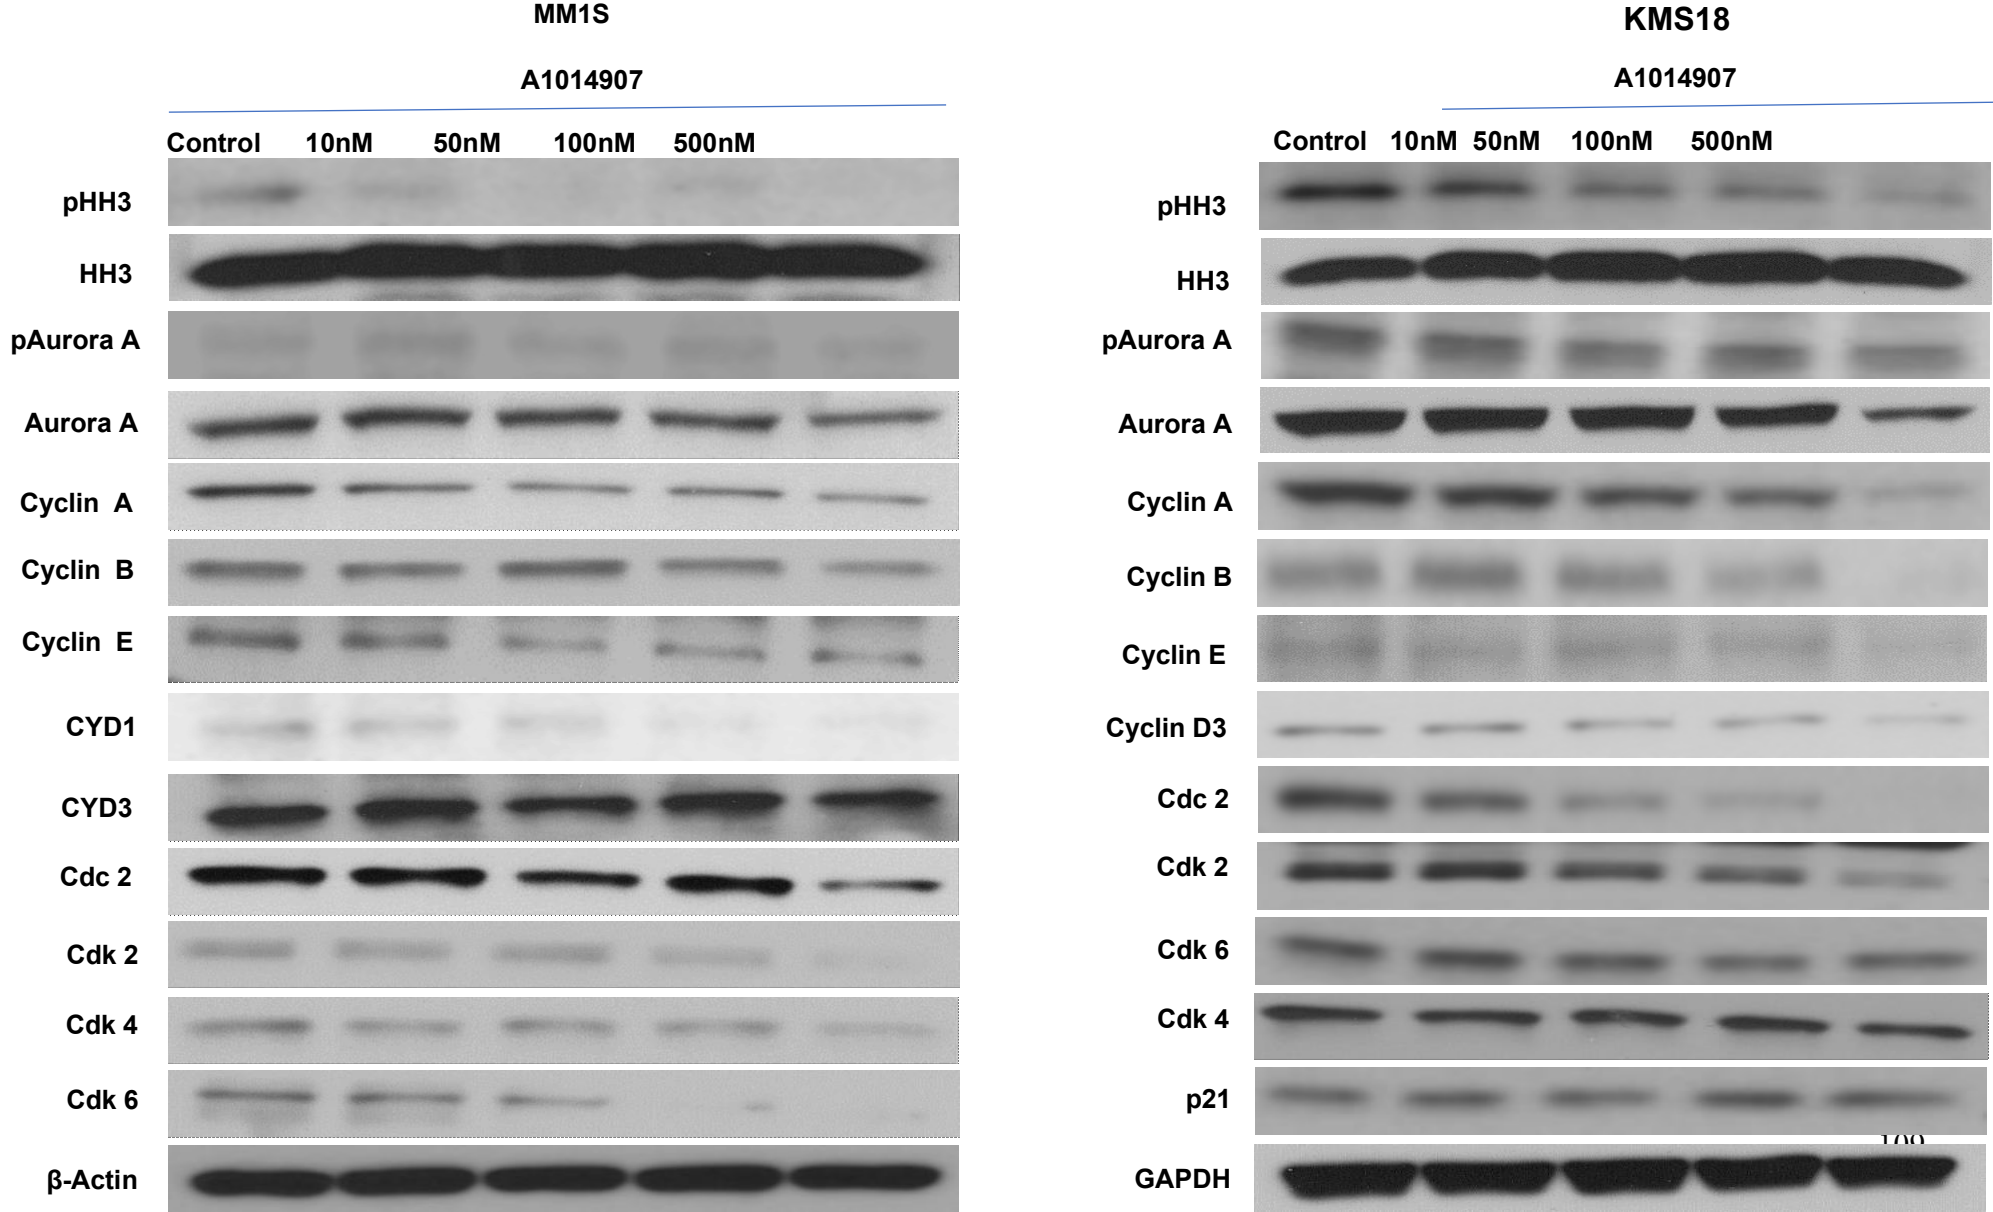 MM1S
A1014907
Control 10nM 50nM 100nM 500nM
pHH3
HH3
pAurora A
Aurora A
Cyclin A
Cyclin B
Cyclin E
CYD1
CYD3
Cdc 2
Cdk 2
Cdk 4
Cdk 6
β-Actin
KMS18
A1014907
Control 10nM 50nM 100nM 500nM
pHH3
HH3
pAurora A
Aurora A
Cyclin A
Cyclin B
Cyclin E
Cyclin D3
Cdc 2
Cdk 2
Cdk 6
Cdk 4
p21
109
GAPDH